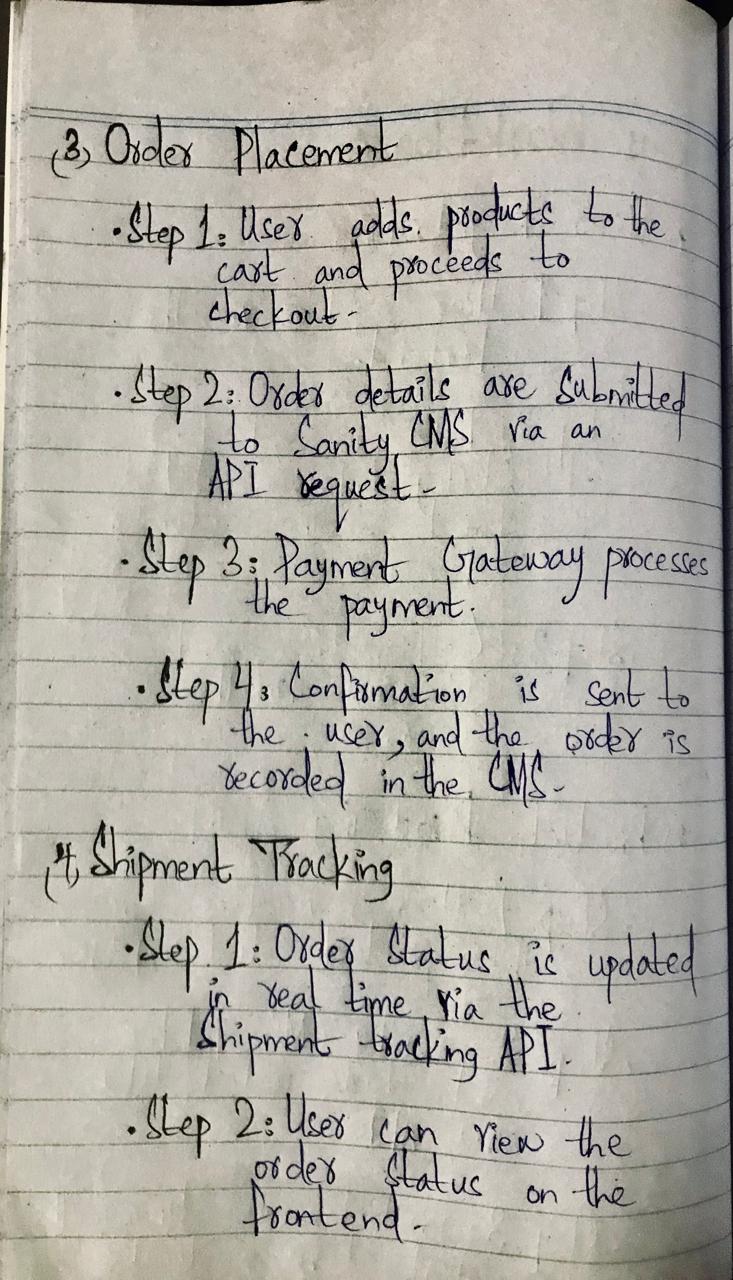 (3) Order Placement
• Step 1: User adds products to the
cart and proceeds to
checkout-
• Step 2: Order details are Submitted
to Sanity CMS via an
API request-
• Step 3: Payment Gateway processes
the payment.
• Step 4: Confirmation is sent to
the user, and the order is
recorded in the CMS-
(4) Shipment Tracking
• Step 1: Order Status is updated
in real time via the
Shipment tracking API.
• Step 2: User can view the
order Status on the
frontend-